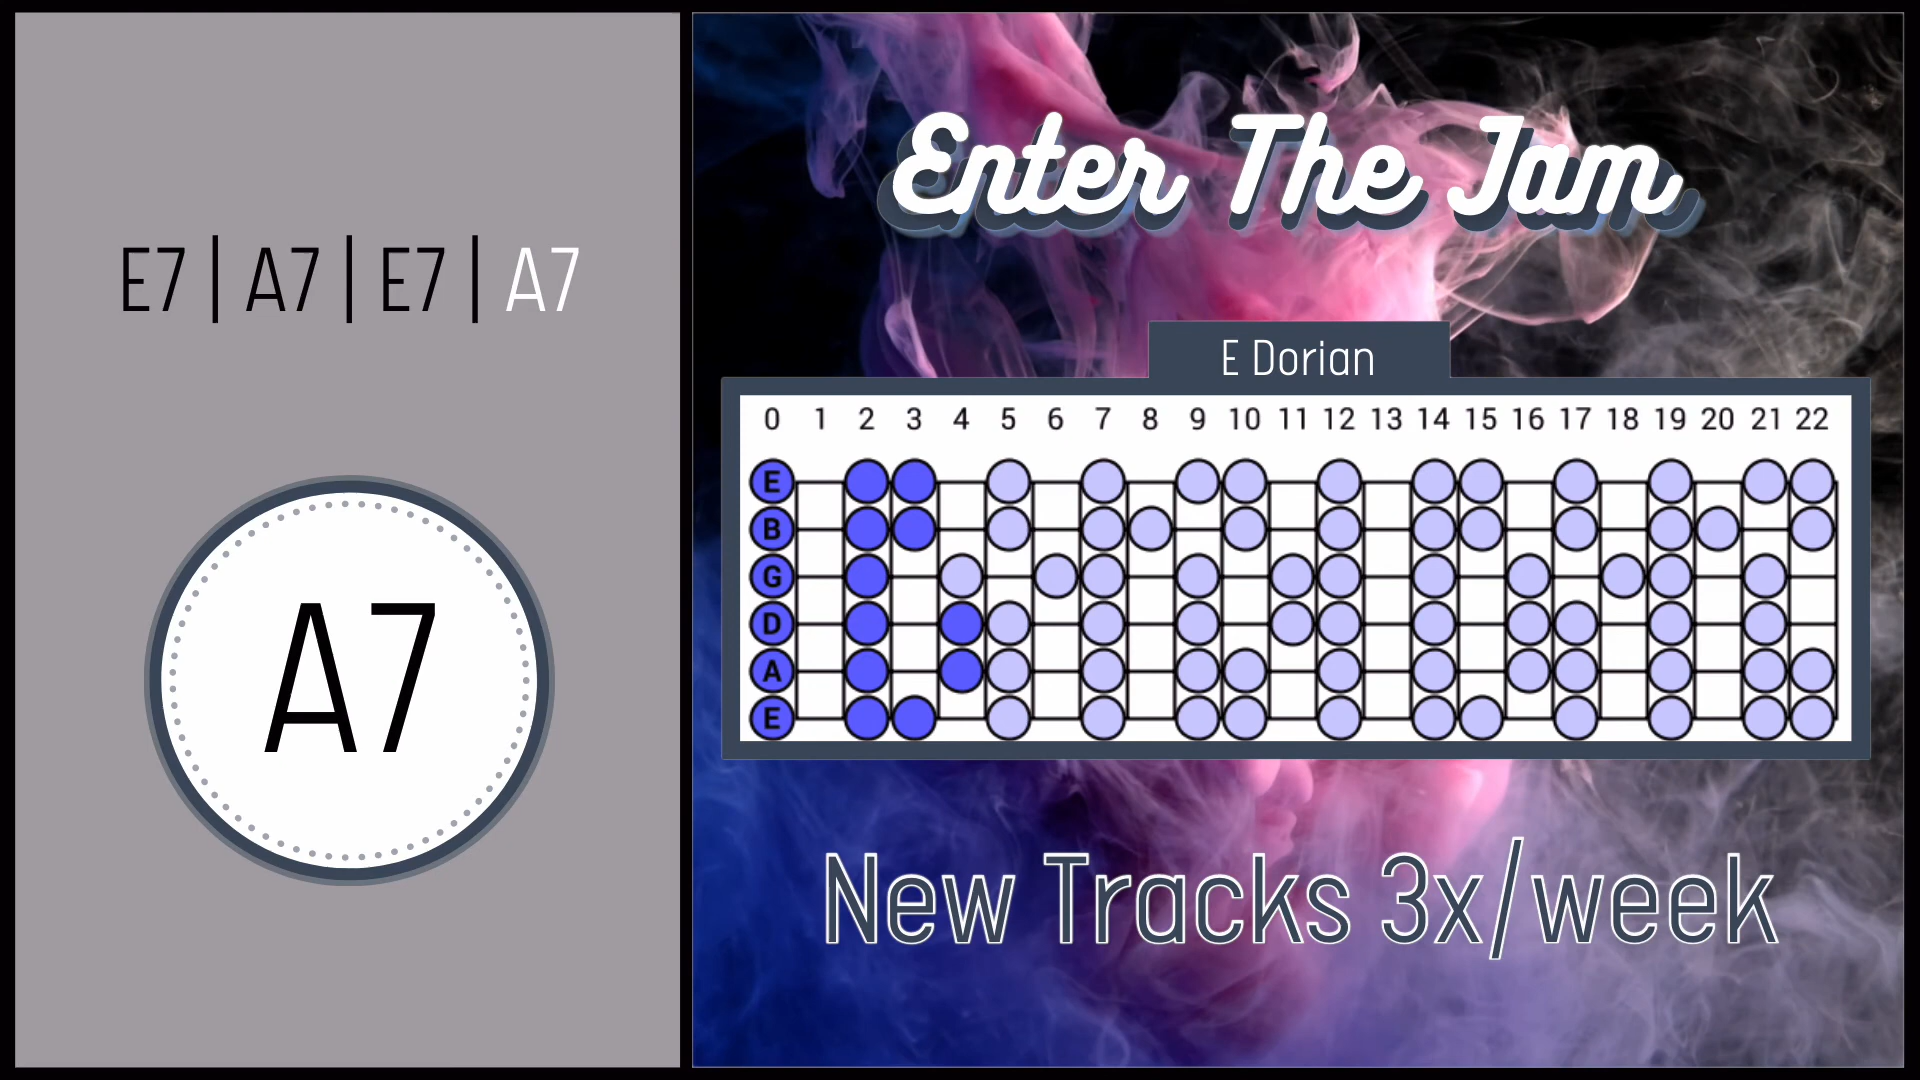 E7 | A7 | E7 | A7
A7
Enter The Jam
E Dorian
0 1 2 3 4 5 6 7 8 9 10 11 12 13 14 15 16 17 18 19 20 21 22
E
B
G
D
A
E
New Tracks 3x/week